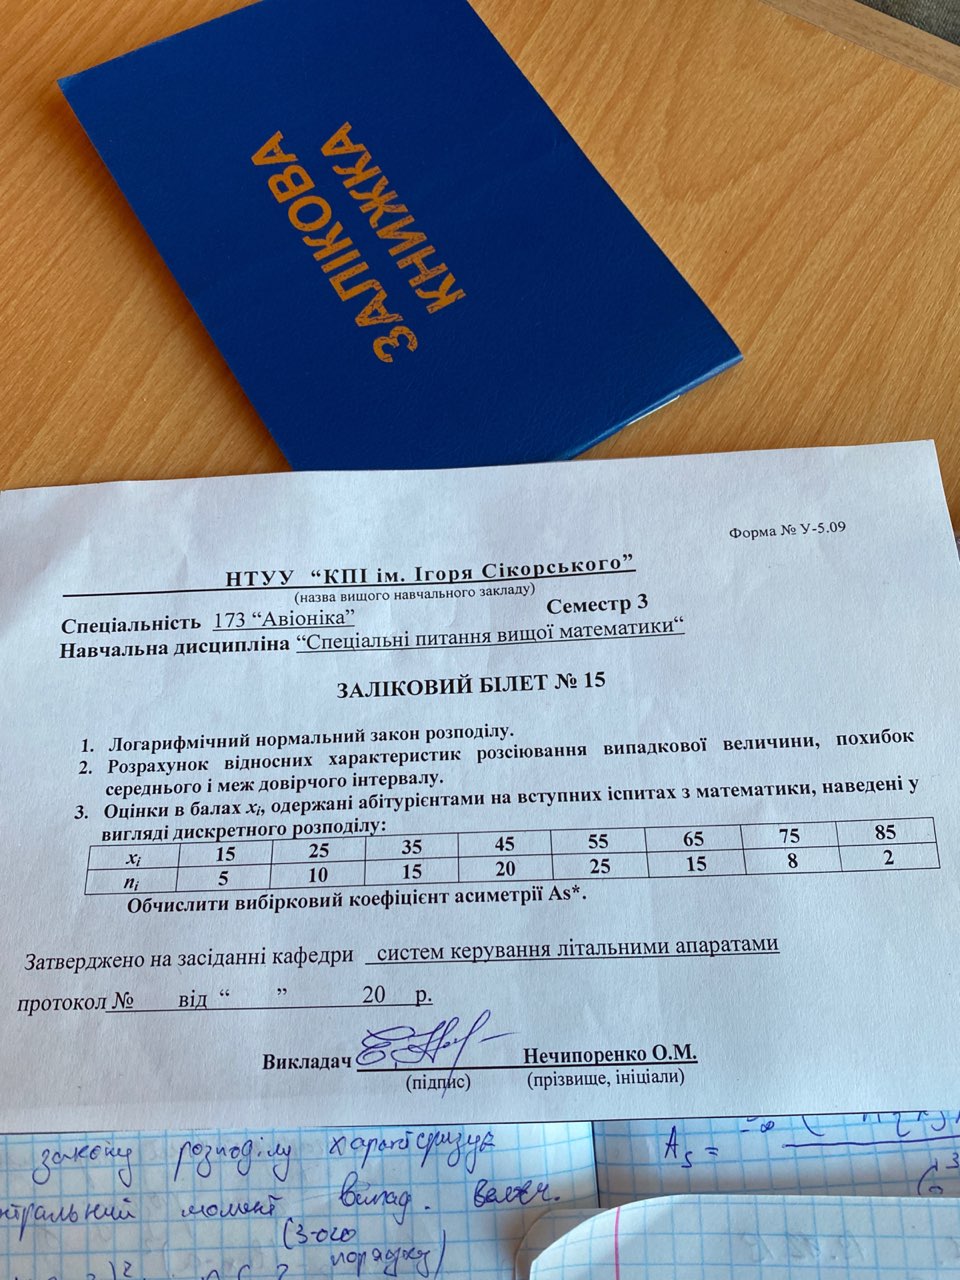 ЗАЛІКОВА
КНИЖКА
Форма № У-5.09
НТУУ “КПІ ім. Ігоря Сікорського”
(назва вищого навчального закладу)
Спеціальність 173 “Авіоніка” Семестр 3
Навчальна дисципліна “Спеціальні питання вищої математики“
ЗАЛІКОВИЙ БІЛЕТ № 15
1. Логарифмічний нормальний закон розподілу.
2. Розрахунок відносних характеристик розсіювання випадкової величини, похибок
середнього і меж довірчого інтервалу.
3. Оцінки в балах xi, одержані абітурієнтами на вступних іспитах з математики, наведені у
вигляді дискретного розподілу:
xi 15 25 35 45 55 65 75 85
ni 5 10 15 20 25 15 8 2
Обчислити вибірковий коефіцієнт асиметрії As*.
Затверджено на засіданні кафедри систем керування літальними апаратами
протокол № від “ ” 20 р.
Викладач Нечипоренко О.М.
(підпис) (прізвище, ініціали)
закону розподілу характеризує
момент випад. велич.
(3-ого
порядку)
As =